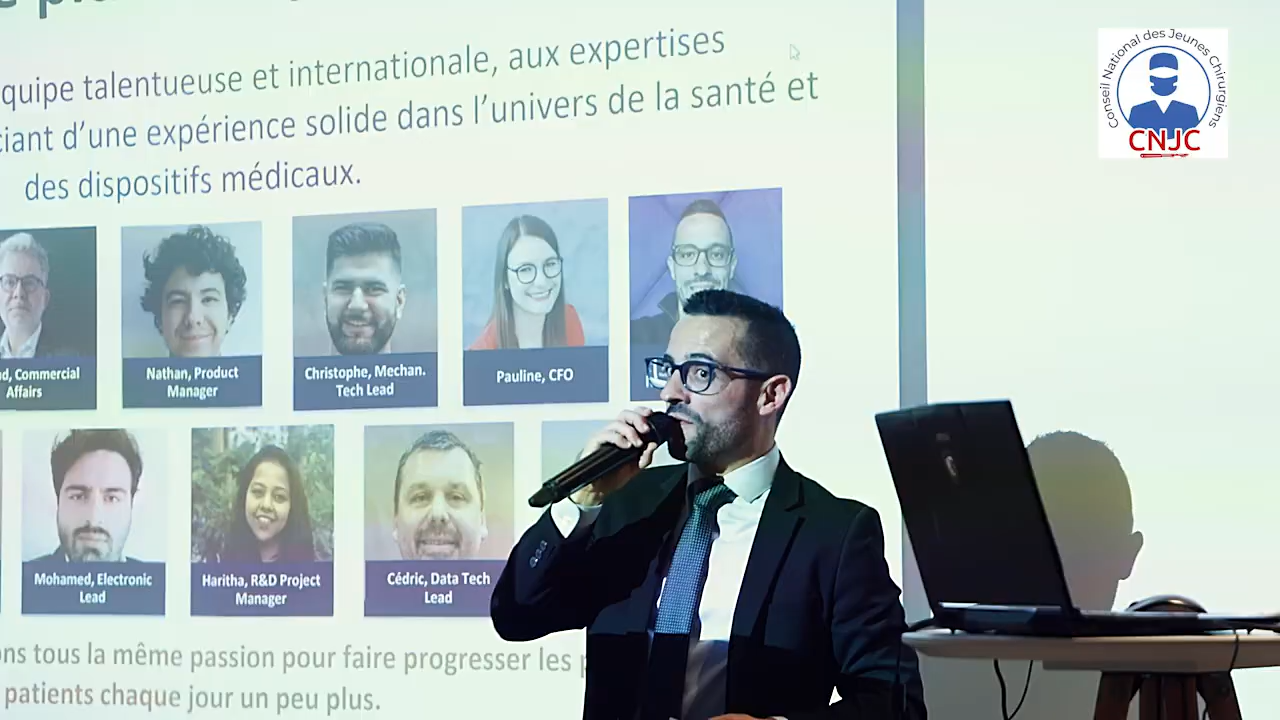 quipe talentueuse et internationale, aux expertises
ciant d'une expérience solide dans l'univers de la santé et
des dispositifs médicaux.
Conseil National des Jeunes Chirurgiens
CNJC
Commercial
Affairs
Nathan, Product
Manager
Christophe, Mechan.
Tech Lead
Pauline, CFO
Mohamed, Electronic
Lead
Haritha, R&D Project
Manager
Cédric, Data Tech
Lead
ons tous la même passion pour faire progresser les
patients chaque jour un peu plus.